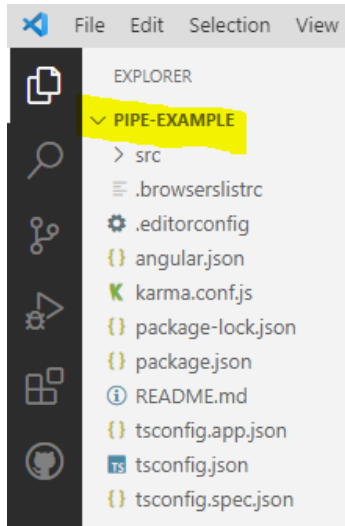 File Edit Selection View
EXPLORER
PIPE-EXAMPLE
src
.browserslistrc
.editorconfig
{} angular.json
K karma.conf.js
{} package-lock.json
{} package.json
README.md
{} tsconfig.app.json
TS tsconfig.json
{} tsconfig.spec.json